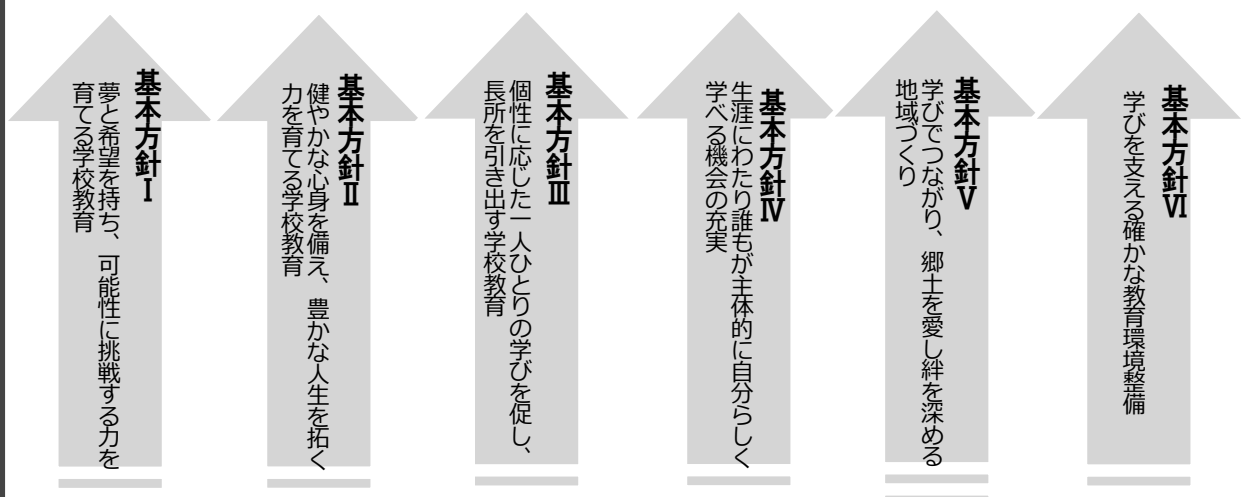 基本方針Ⅰ
夢と希望を持ち、可能性に挑戦する力を
育てる学校教育
基本方針Ⅱ
健やかな心身を備え、豊かな人生を拓く
力を育てる学校教育
基本方針Ⅲ
個性に応じた一人ひとりの学びを促し、
長所を引き出す学校教育
基本方針Ⅳ
生涯にわたり誰もが主体的に自分らしく
学べる機会の充実
基本方針Ⅴ
学びでつながり、郷土を愛し絆を深める
地域づくり
基本方針Ⅵ
学びを支える確かな教育環境整備